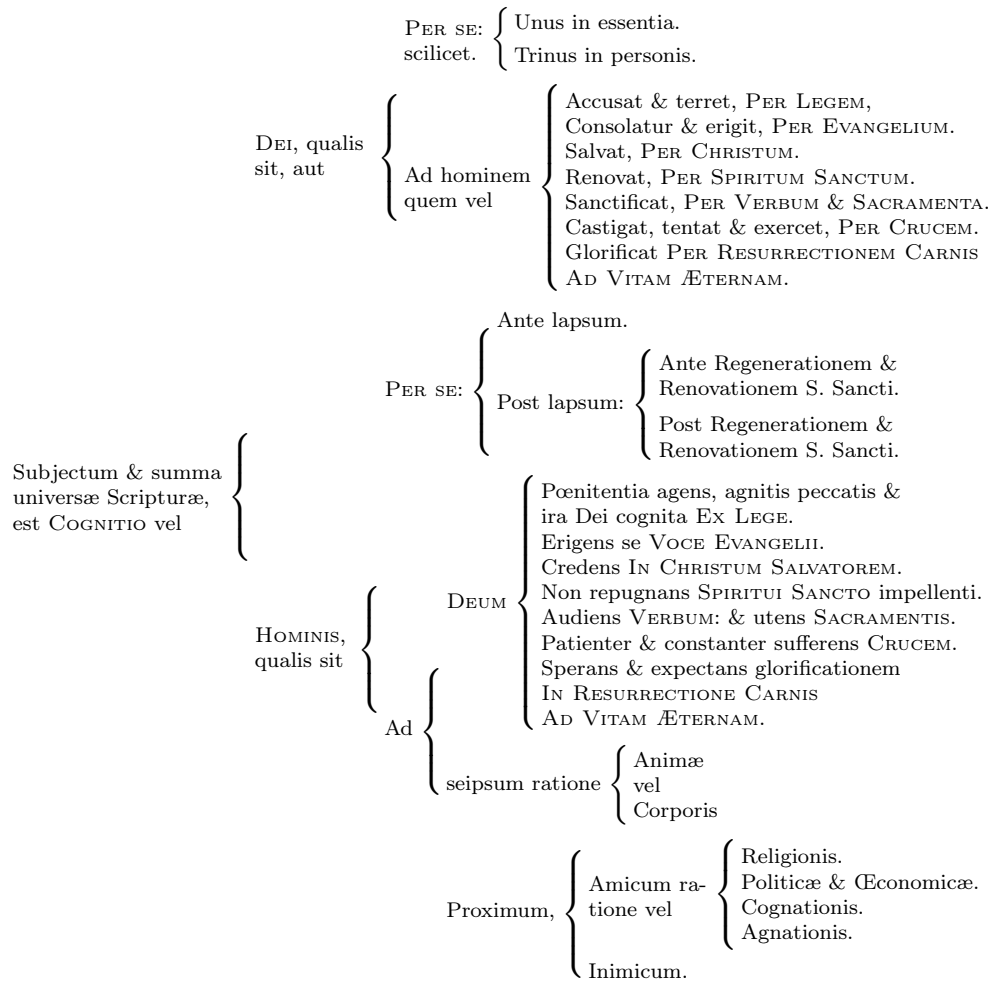 Subjectum & summa
universæ Scripturæ,
est COGNITIO vel
DEI, qualis
sit, aut
PER SE:
scilicet.
Unus in essentia.
Trinus in personis.
Ad hominem
quem vel
Accusat & terret, PER LEGEM,
Consolatur & erigit, PER EVANGELIUM.
Salvat, PER CHRISTUM.
Renovat, PER SPIRITUM SANCTUM.
Sanctificat, PER VERBUM & SACRAMENTA.
Castigat, tentat & exercet, PER CRUCEM.
Glorificat PER RESURRECTIONEM CARNIS
AD VITAM ÆTERNAM.
HOMINIS,
qualis sit
PER SE:
Ante lapsum.
Post lapsum:
Ante Regenerationem &
Renovationem S. Sancti.
Post Regenerationem &
Renovationem S. Sancti.
Ad
DEUM
Pœnitentia agens, agnitis peccatis &
ira Dei cognita EX LEGE.
Erigens se VOCE EVANGELII.
Credens IN CHRISTUM SALVATOREM.
Non repugnans SPIRITUI SANCTO impellenti.
Audiens VERBUM: & utens SACRAMENTIS.
Patienter & constanter sufferens CRUCEM.
Sperans & expectans glorificationem
IN RESURRECTIONE CARNIS
AD VITAM ÆTERNAM.
seipsum ratione
Animæ
vel
Corporis
Proximum,
Amicum ra-
tione vel
Religionis.
Politicæ & Œconomicæ.
Cognationis.
Agnationis.
Inimicum.